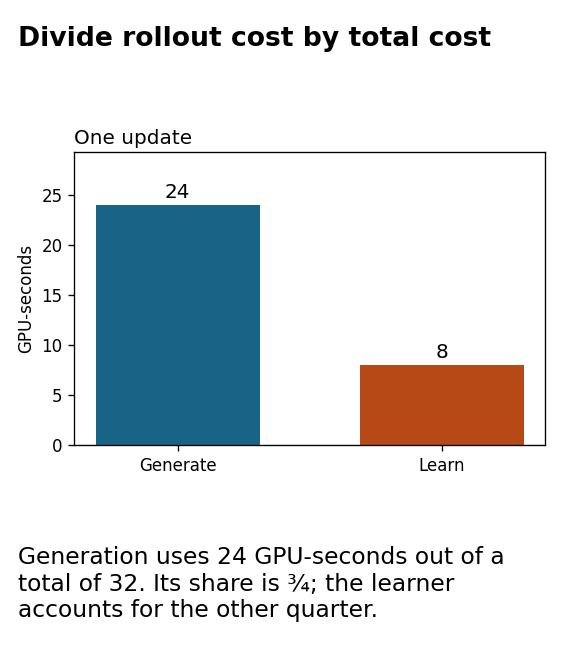 Divide rollout cost by total cost
One update
24
8
25
20
15
10
5
0
GPU-seconds
Generate
Learn
Generation uses 24 GPU-seconds out of a
total of 32. Its share is ¾; the learner
accounts for the other quarter.